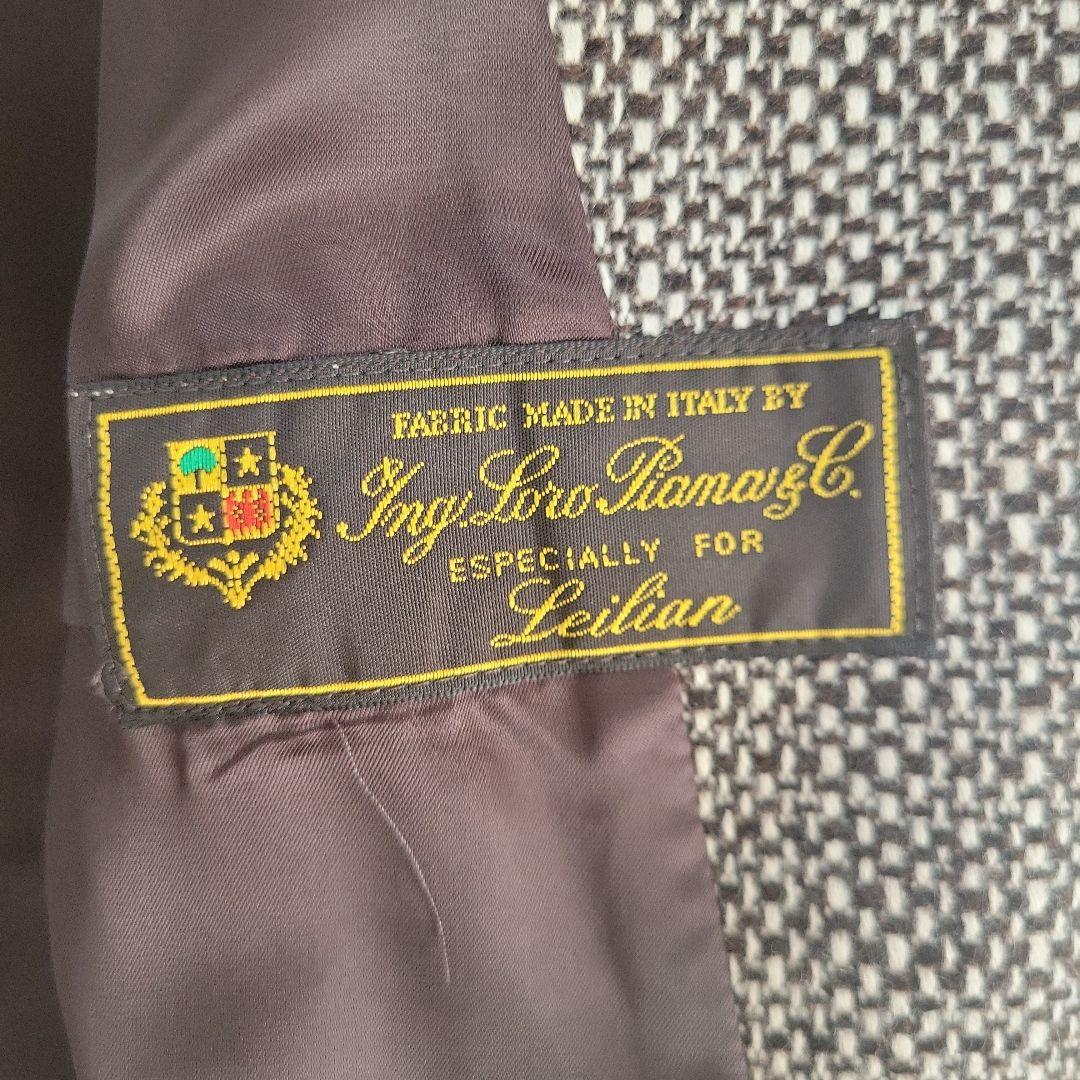 FABRIC MADE IN ITALY BY
Ing Loro Piana & C.
ESPECIALLY FOR
Leilian